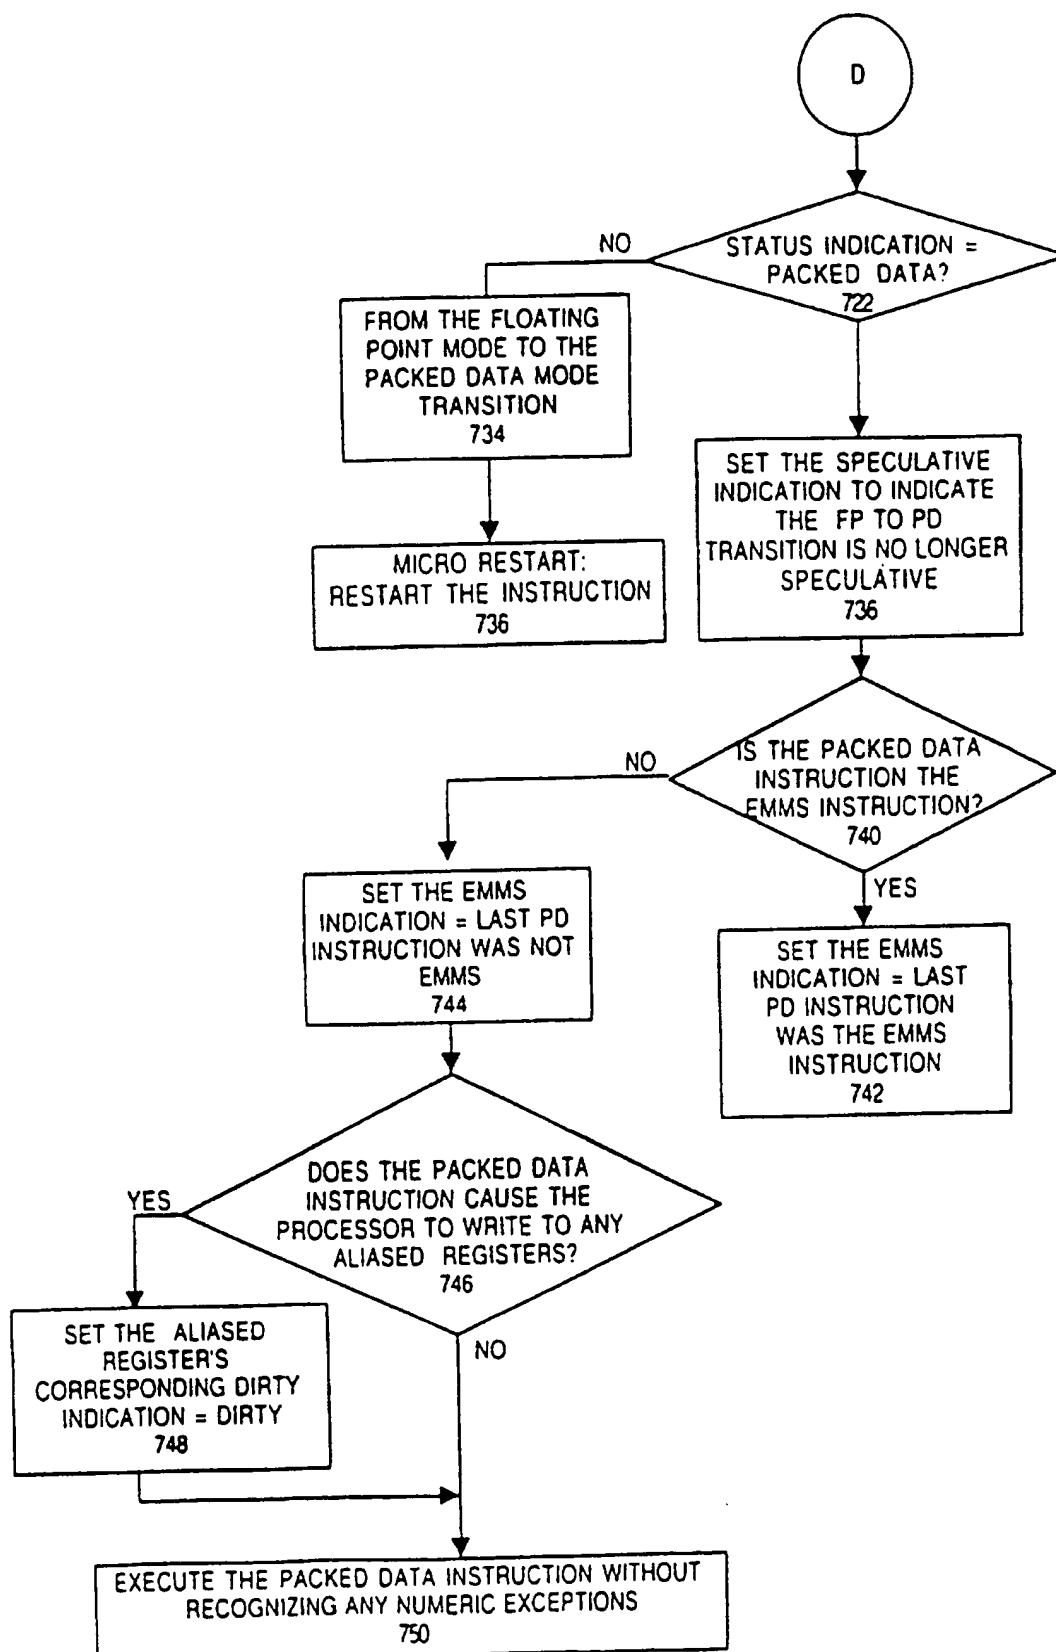 D
NO
STATUS INDICATION =
PACKED DATA?
722
FROM THE FLOATING
POINT MODE TO THE
PACKED DATA MODE
TRANSITION
734
SET THE SPECULATIVE
INDICATION TO INDICATE
THE FP TO PD
TRANSITION IS NO LONGER
SPECULATIVE
736
MICRO RESTART:
RESTART THE INSTRUCTION
736
NO
IS THE PACKED DATA
INSTRUCTION THE
EMMS INSTRUCTION?
740
YES
SET THE EMMS
INDICATION = LAST PD
INSTRUCTION WAS NOT
EMMS
744
SET THE EMMS
INDICATION = LAST
PD INSTRUCTION
WAS THE EMMS
INSTRUCTION
742
YES
DOES THE PACKED DATA
INSTRUCTION CAUSE THE
PROCESSOR TO WRITE TO ANY
ALIASED REGISTERS?
746
NO
SET THE ALIASED
REGISTER'S
CORRESPONDING DIRTY
INDICATION = DIRTY
748
EXECUTE THE PACKED DATA INSTRUCTION WITHOUT
RECOGNIZING ANY NUMERIC EXCEPTIONS
750